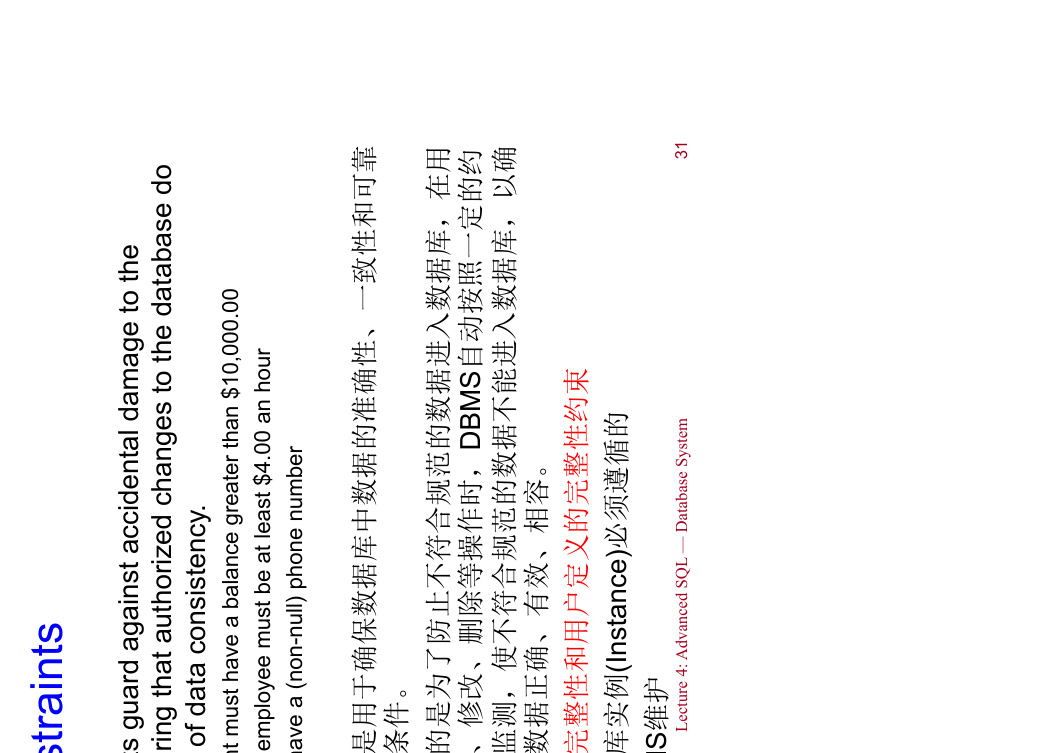 straints
s guard against accidental damage to the
ring that authorized changes to the database do
of data consistency.
nt must have a balance greater than $10,000.00
employee must be at least $4.00 an hour
have a (non-null) phone number
是用于确保数据库中数据的准确性、一致性和可靠
条件。
的是为了防止不符合规范的数据进入数据库，在用
、修改、删除等操作时，DBMS自动按照一定的约
监测，使不符合规范的数据不能进入数据库，以确
数据正确、有效、相容。
完整性和用户定义的完整性约束
库实例(Instance)必须遵循的
MS维护
Lecture 4: Advanced SQL — Database System
31